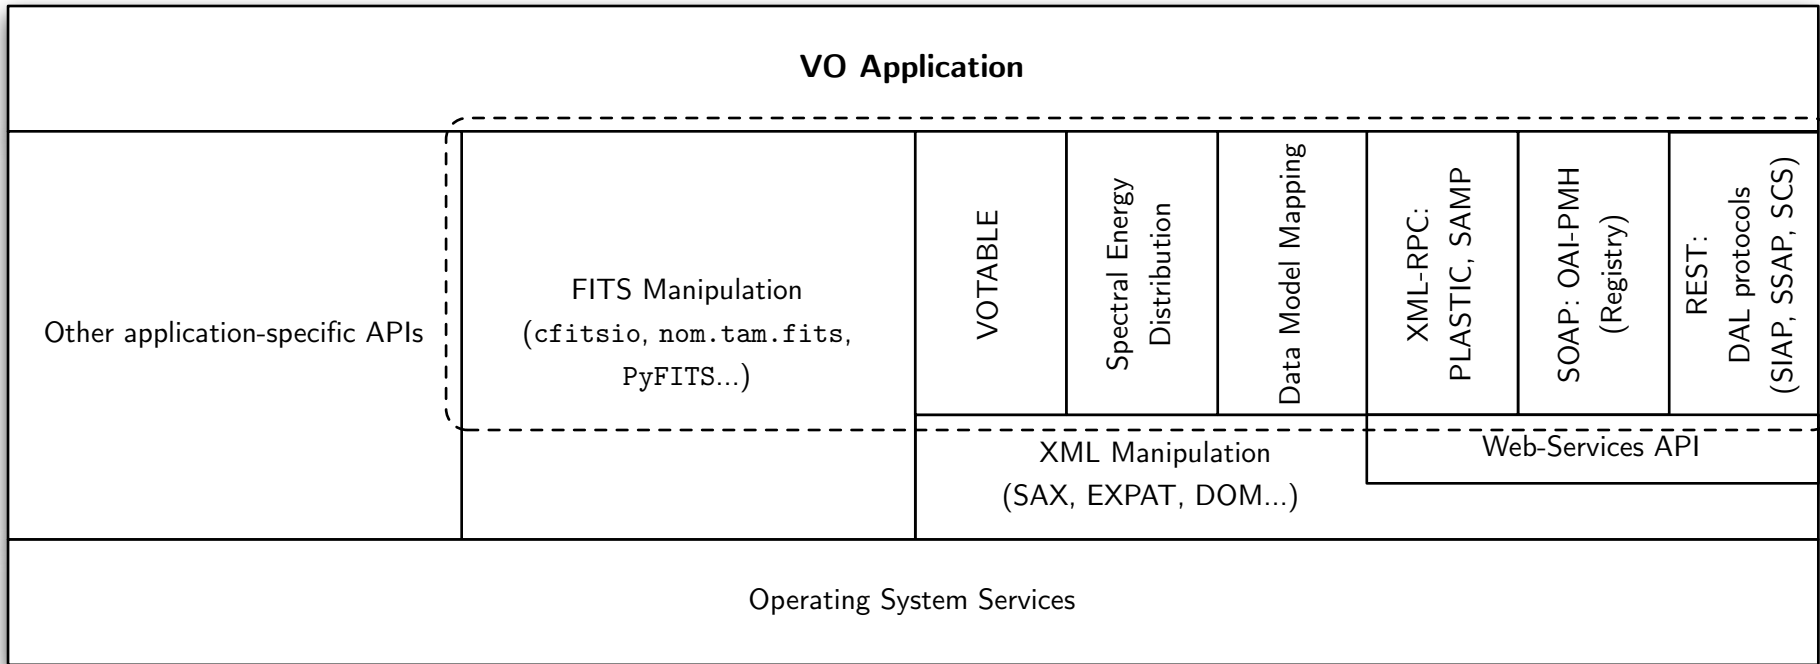 VO Application
Other application-specific APIs
FITS Manipulation
(cfitsio, nom.tam.fits,
PyFITS...)
VOTABLE
Spectral Energy
Distribution
Data Model Mapping
XML-RPC:
PLASTIC, SAMP
SOAP: OAI-PMH
(Registry)
REST:
DAL protocols
(SIAP, SSAP, SCS)
XML Manipulation
(SAX, EXPAT, DOM...)
Web-Services API
Operating System Services